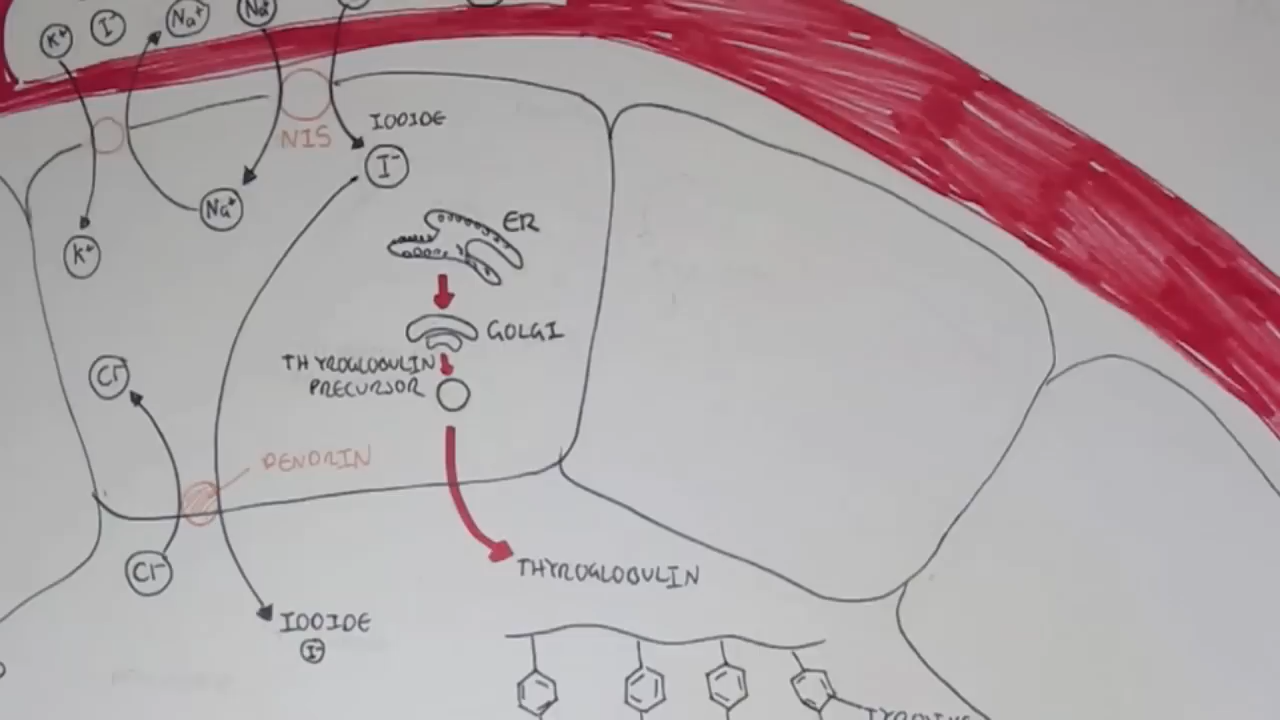 K⁺
I⁻
Na⁺
Na⁺
NIS
IODIDE
I⁻
Na⁺
K⁺
ER
GOLGI
THYROGLOBULIN
PRECURSOR
Cl⁻
PENDRIN
Cl⁻
THYROGLOBULIN
IODIDE
I⁻